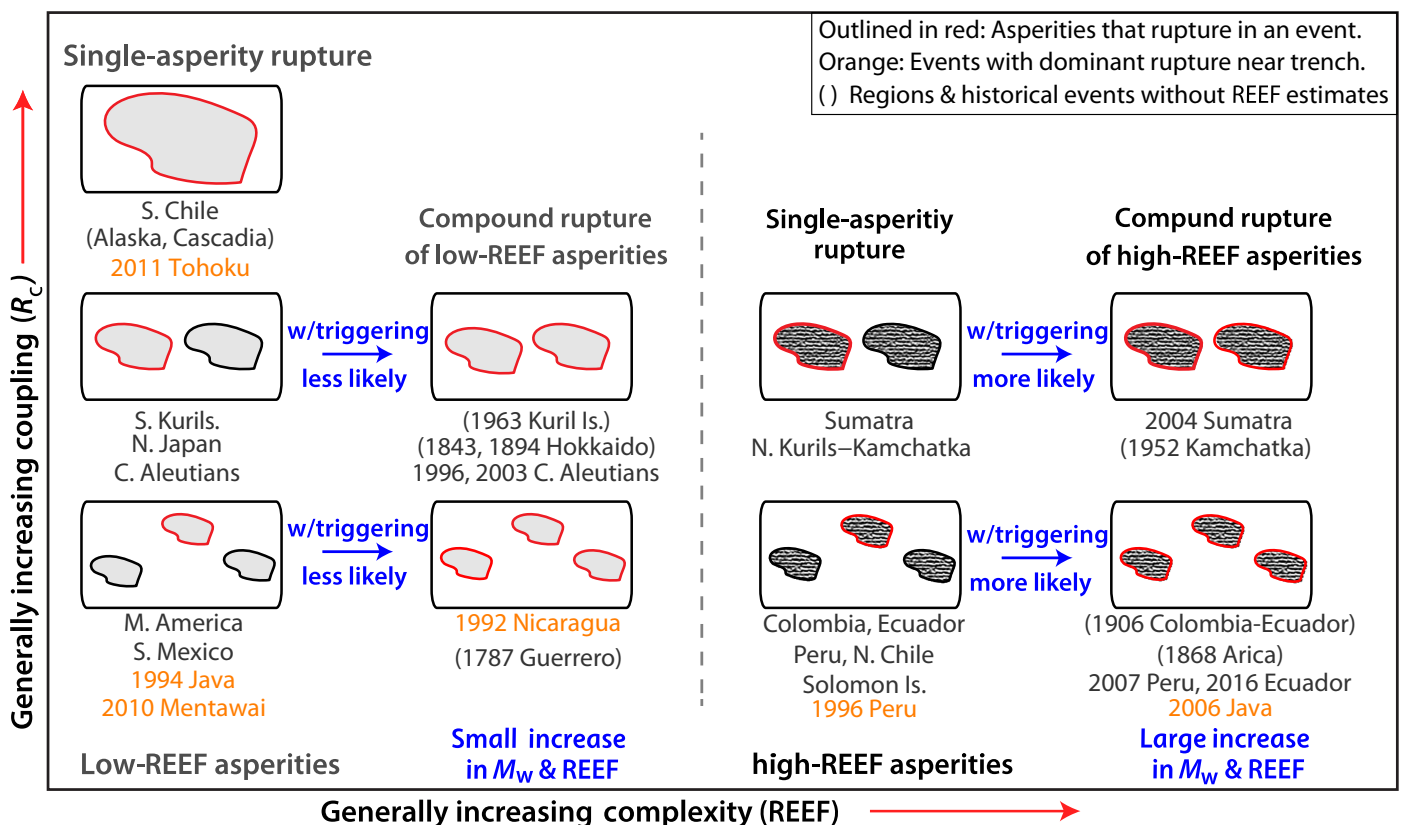 Outlined in red: Asperities that rupture in an event.
Orange: Events with dominant rupture near trench.
( ) Regions & historical events without REEF estimates
Generally increasing coupling (Rc)
Single-asperity rupture
S. Chile
(Alaska, Cascadia)
2011 Tohoku
Compound rupture
of low-REEF asperities
Single-asperitiy
rupture
Compund rupture
of high-REEF asperities
w/triggering
less likely
w/triggering
more likely
S. Kurils.
N. Japan
C. Aleutians
(1963 Kuril Is.)
(1843, 1894 Hokkaido)
1996, 2003 C. Aleutians
Sumatra
N. Kurils–Kamchatka
2004 Sumatra
(1952 Kamchatka)
w/triggering
less likely
w/triggering
more likely
M. America
S. Mexico
1994 Java
2010 Mentawai
1992 Nicaragua
(1787 Guerrero)
Colombia, Ecuador
Peru, N. Chile
Solomon Is.
1996 Peru
(1906 Colombia-Ecuador)
(1868 Arica)
2007 Peru, 2016 Ecuador
2006 Java
Low-REEF asperities
Small increase
in Mw & REEF
high-REEF asperities
Large increase
in Mw & REEF
Generally increasing complexity (REEF)